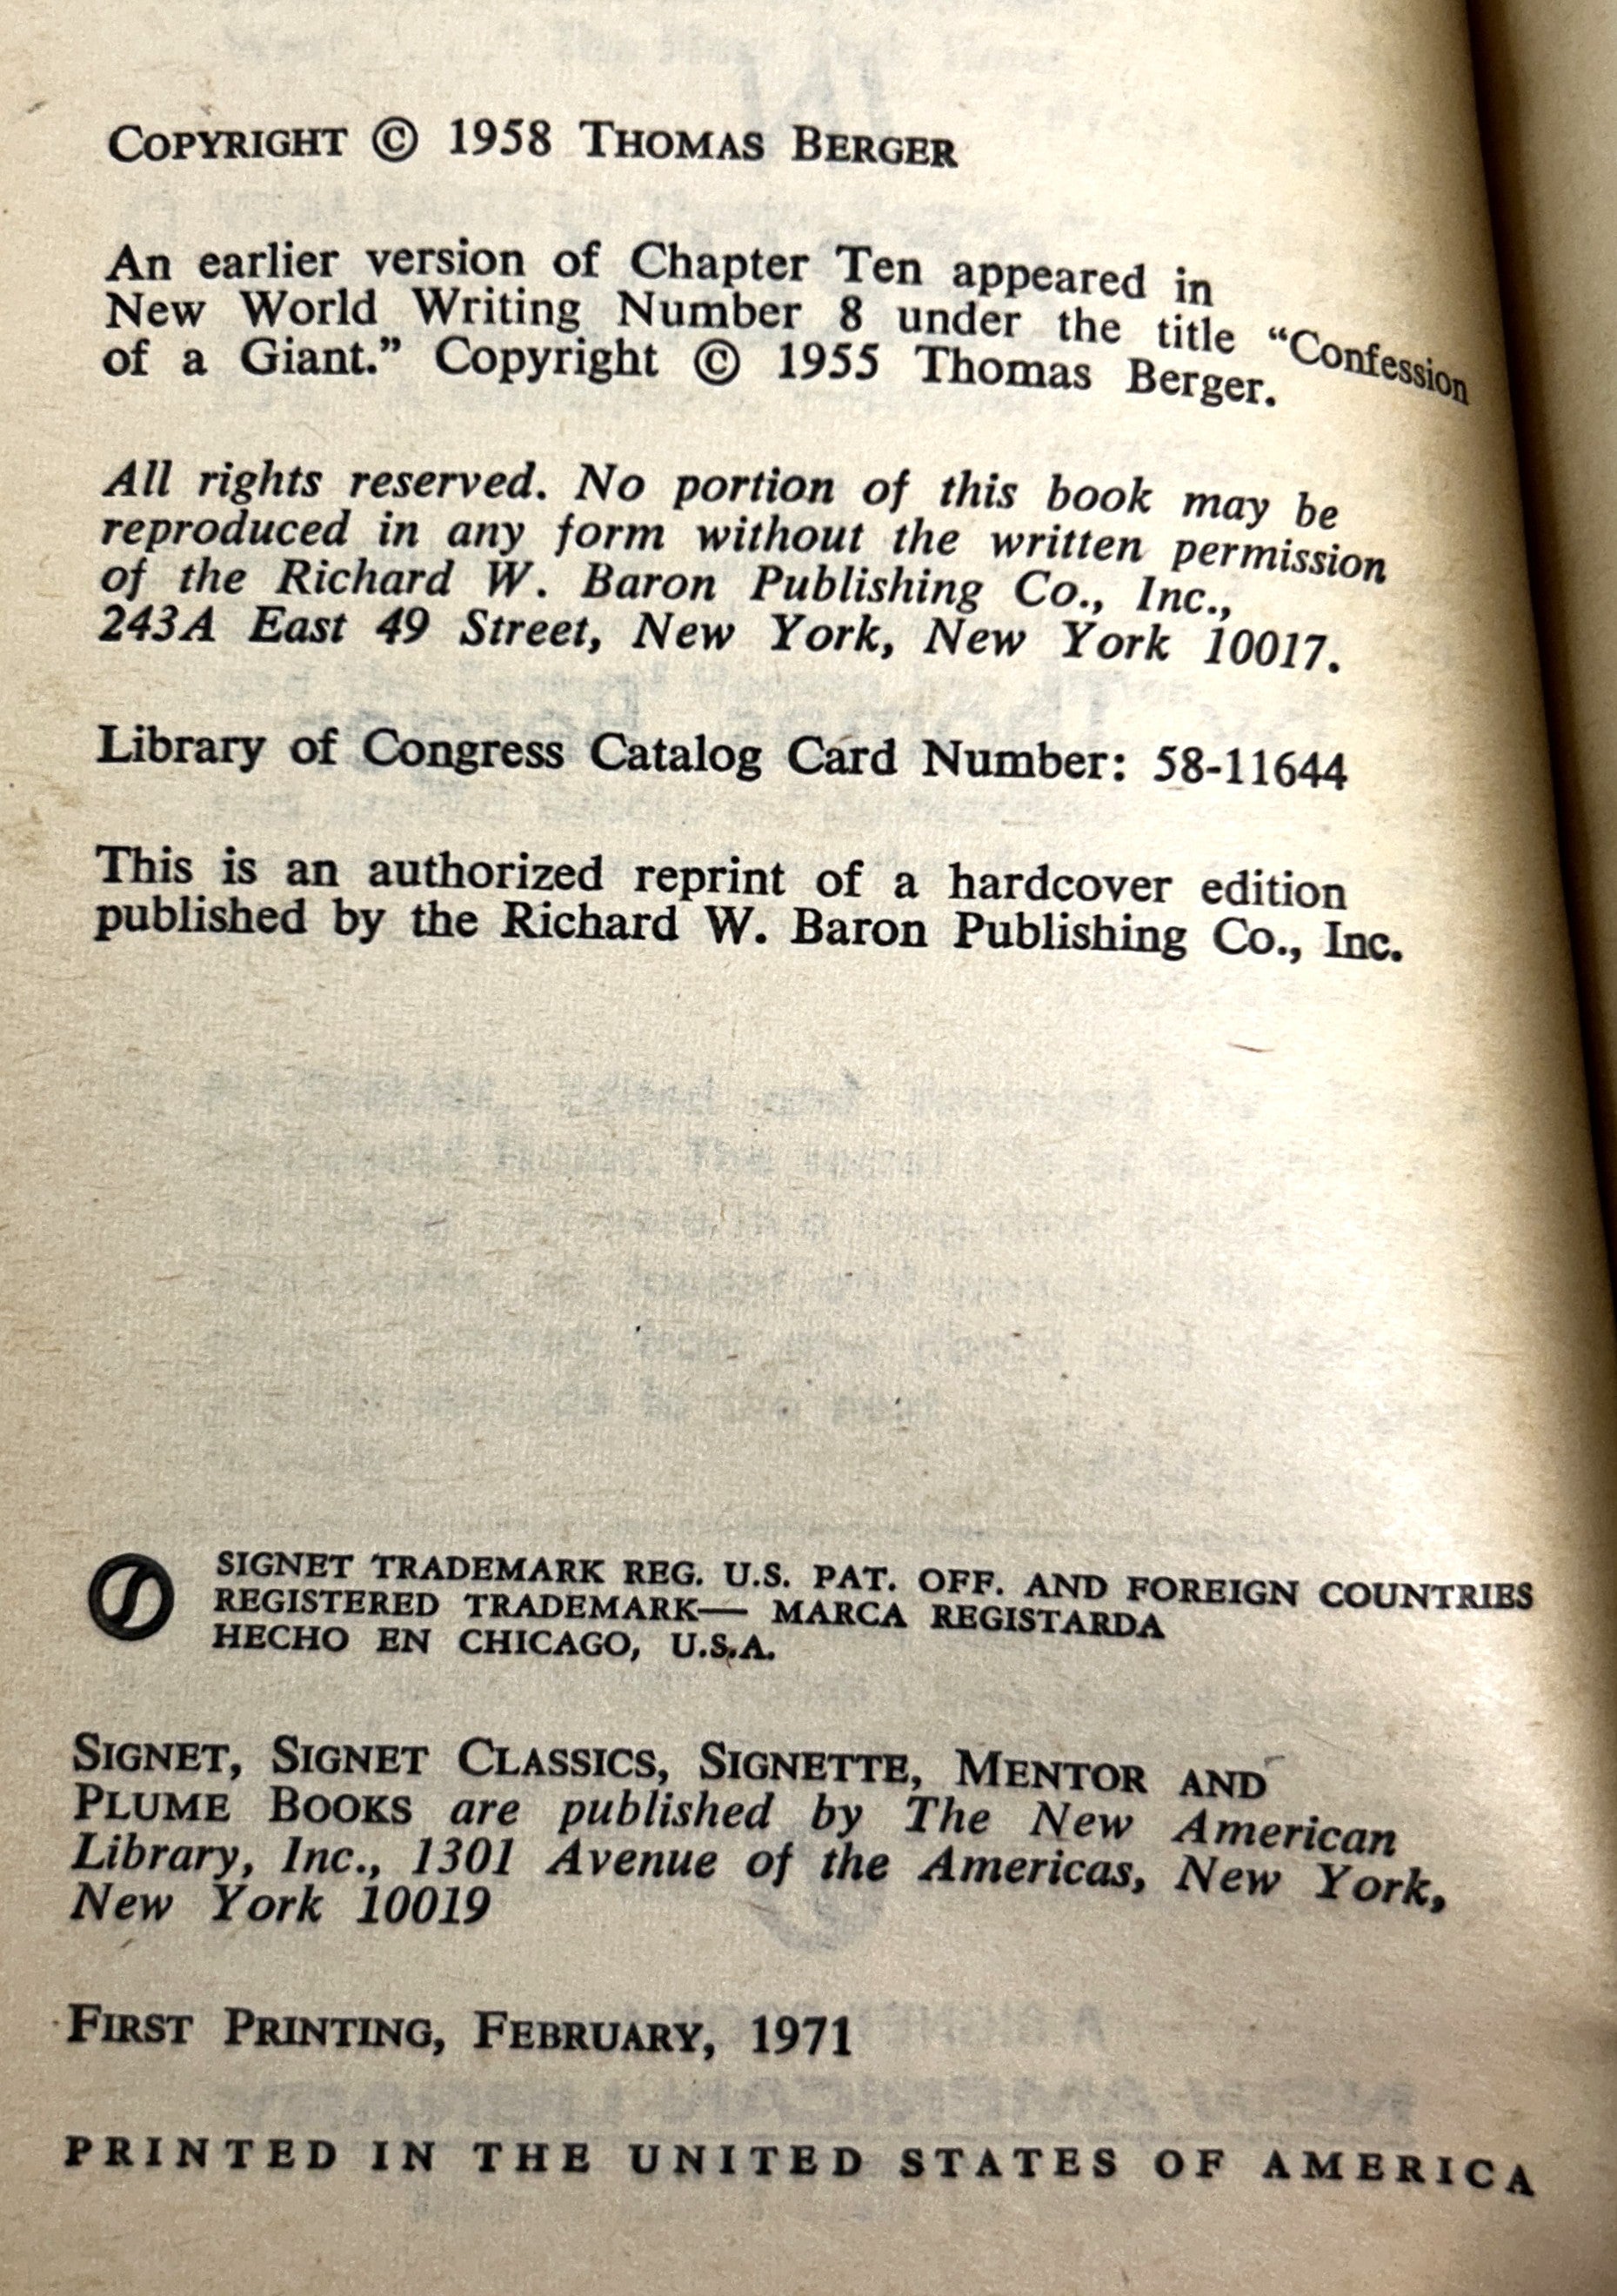 COPYRIGHT © 1958 THOMAS BERGER
An earlier version of Chapter Ten appeared in
New World Writing Number 8 under the title “Confession
of a Giant.” Copyright © 1955 Thomas Berger.
All rights reserved. No portion of this book may be
reproduced in any form without the written permission
of the Richard W. Baron Publishing Co., Inc.,
243A East 49 Street, New York, New York 10017.
Library of Congress Catalog Card Number: 58-11644
This is an authorized reprint of a hardcover edition
published by the Richard W. Baron Publishing Co., Inc.
SIGNET TRADEMARK REG. U.S. PAT. OFF. AND FOREIGN COUNTRIES
REGISTERED TRADEMARK— MARCA REGISTARDA
HECHO EN CHICAGO, U.S.A.
SIGNET, SIGNET CLASSICS, SIGNETTE, MENTOR AND
PLUME BOOKS are published by The New American
Library, Inc., 1301 Avenue of the Americas, New York,
New York 10019
FIRST PRINTING, FEBRUARY, 1971
PRINTED IN THE UNITED STATES OF AMERICA